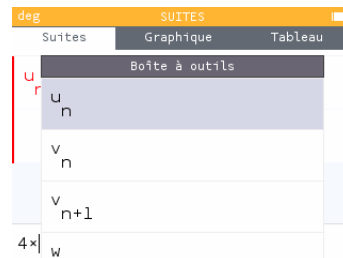 deg SUITES
Suites Graphique Tableau
Boîte à outils
u
n
u
n
v
n
v
n+1
4×
w